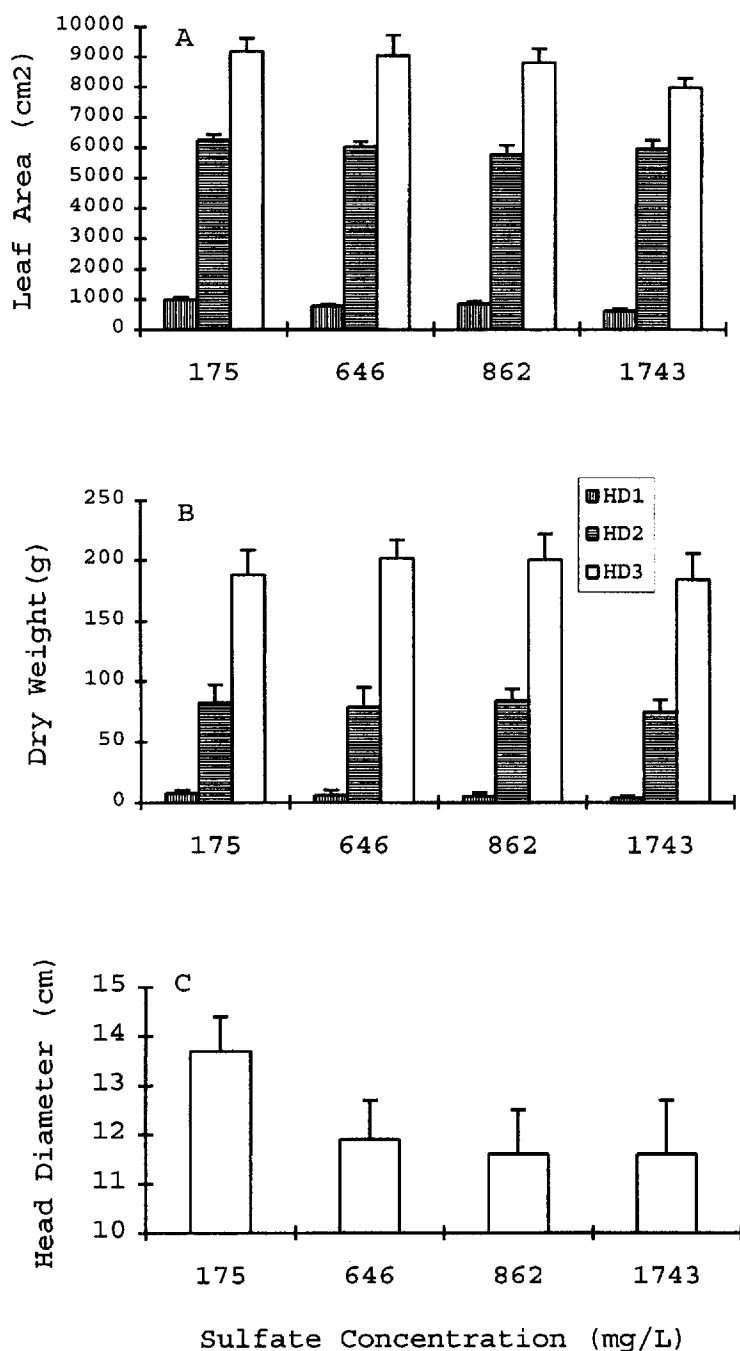 A
Leaf Area (cm2)
10000
9000
8000
7000
6000
5000
4000
3000
2000
1000
0
175 646 862 1743
B
Dry Weight(g)
250
200
150
100
50
0
HD1
HD2
HD3
175 646 862 1743
C
Head Diameter (cm)
15
14
13
12
11
10
175 646 862 1743
Sulfate Concentration (mg/L)